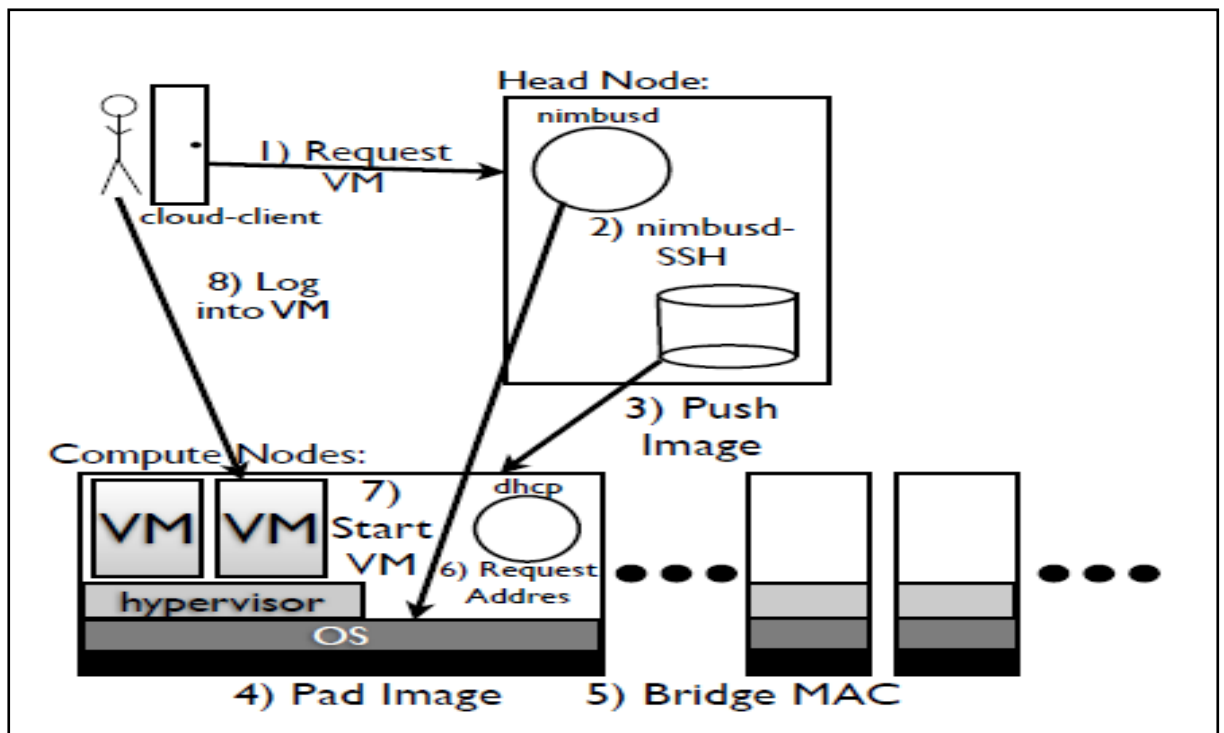 Head Node:
nimbusd
1) Request
VM
cloud-client
2) nimbusd-
SSH
8) Log
into VM
3) Push
Image
Compute Nodes:
VM
VM
7)
Start
VM
dhcp
6) Request
Addres
hypervisor
OS
4) Pad Image
5) Bridge MAC